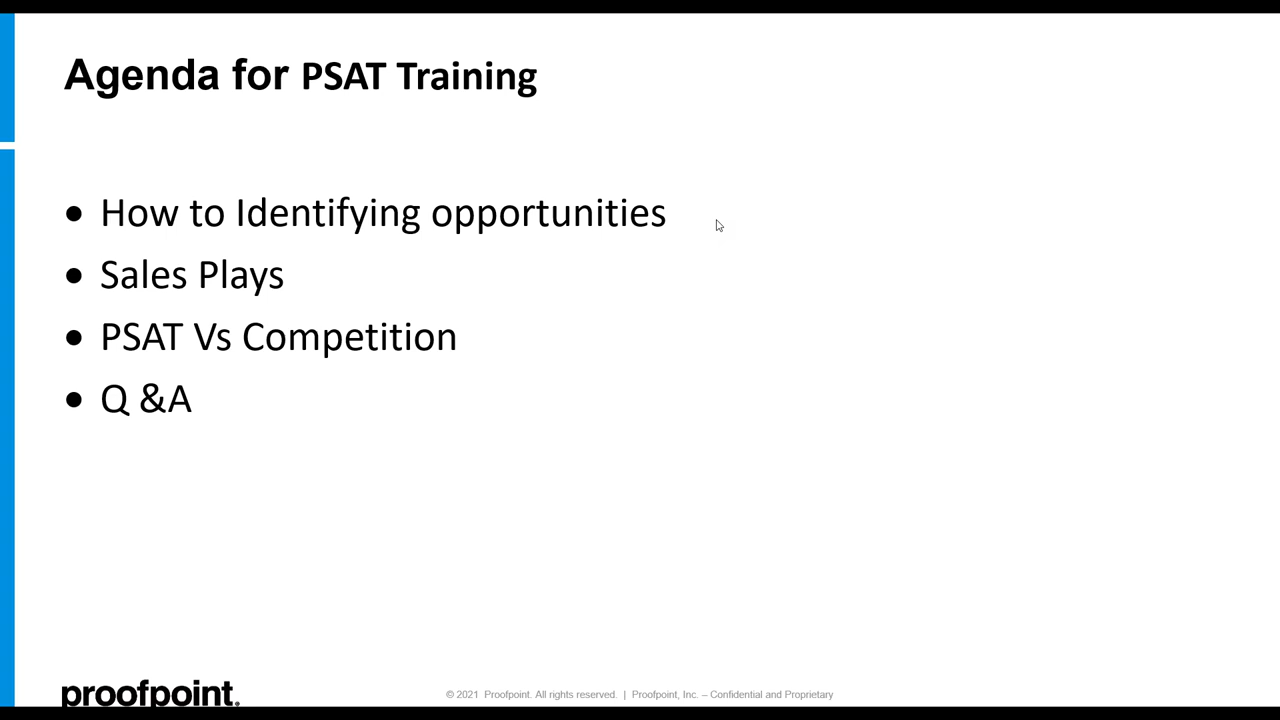 Agenda for PSAT Training
• How to Identifying opportunities
• Sales Plays
• PSAT Vs Competition
• Q &A
proofpoint.
© 2021 Proofpoint. All rights reserved. | Proofpoint, Inc. – Confidential and Proprietary